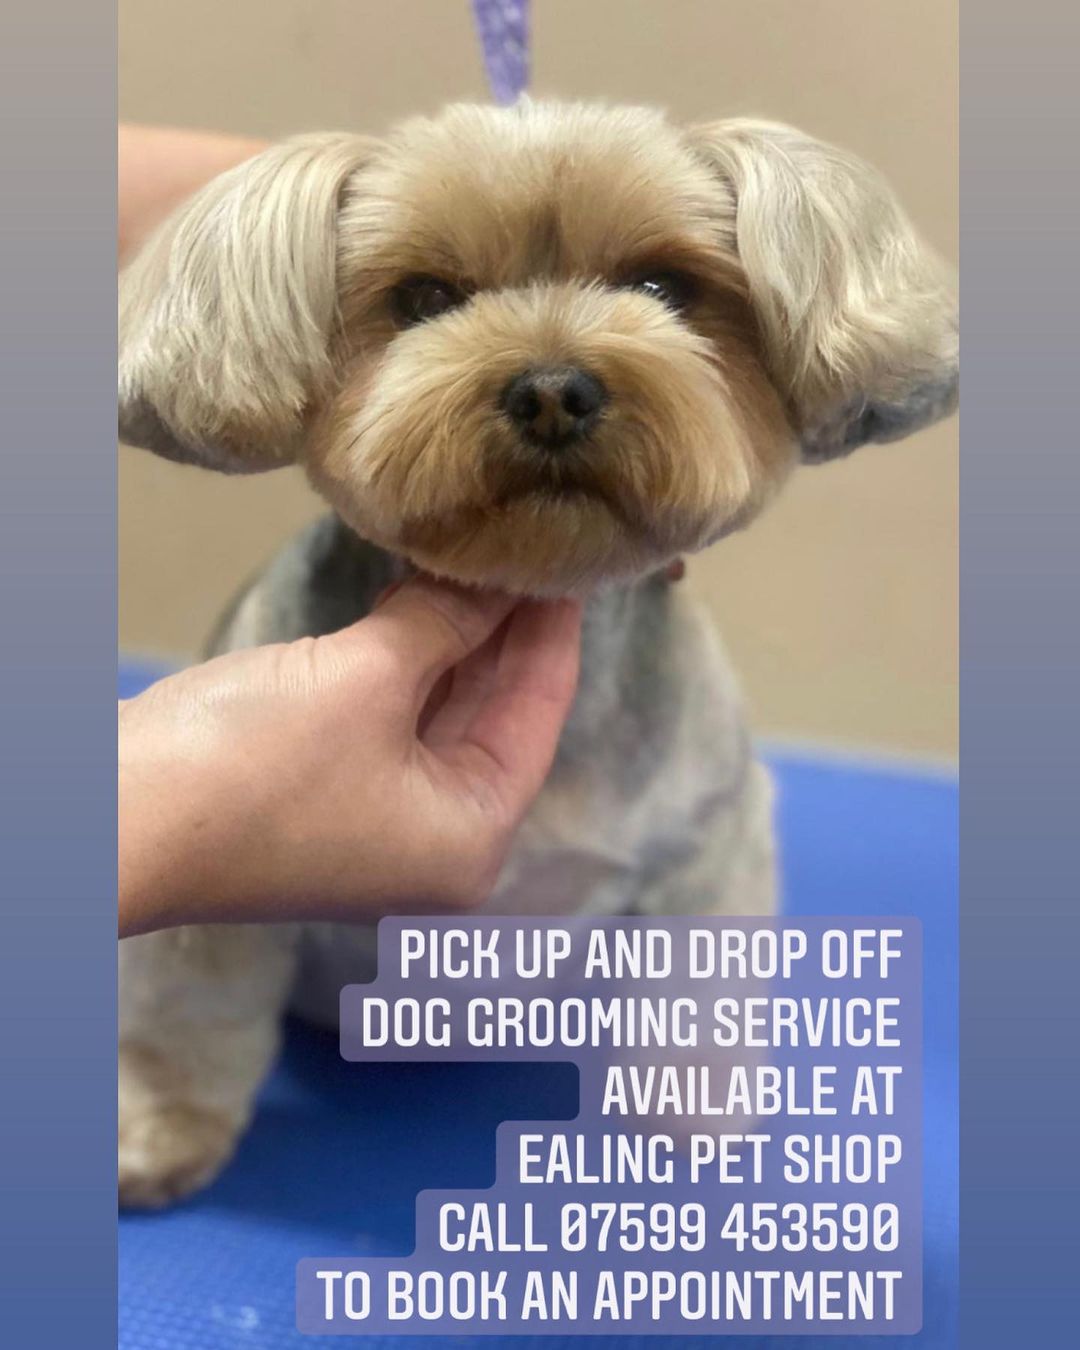 PICK UP AND DROP OFF
DOG GROOMING SERVICE
AVAILABLE AT
EALING PET SHOP
CALL 07599 453590
TO BOOK AN APPOINTMENT